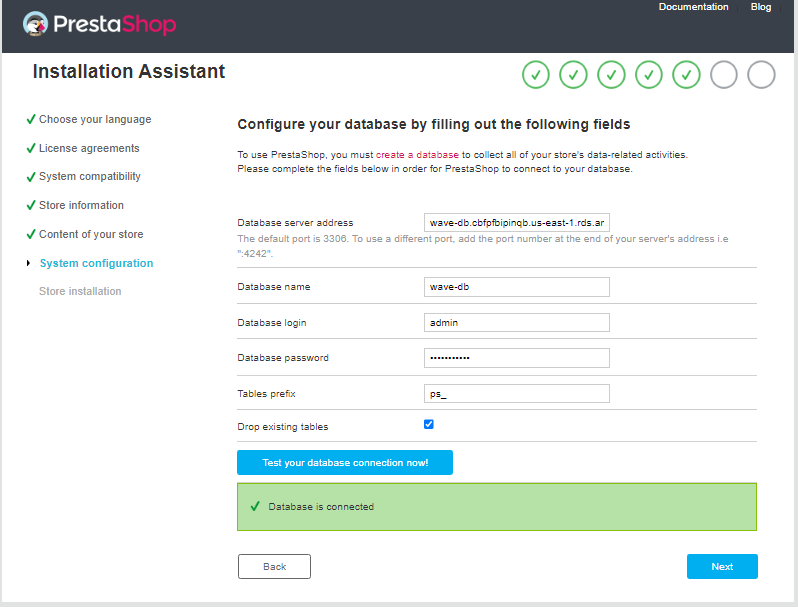 Documentation
Blog
PrestaShop
Installation Assistant
Choose your language
License agreements
System compatibility
Store information
Content of your store
System configuration
Store installation
Configure your database by filling out the following fields
To use PrestaShop, you must create a database to collect all of your store's data-related activities.
Please complete the fields below in order for PrestaShop to connect to your database.
Database server address
wave-db.cbfpfbipinqb.us-east-1.rds.ar
The default port is 3306. To use a different port, add the port number at the end of your server's address i.e
":4242".
Database name
wave-db
Database login
admin
Database password
•••••••••••
Tables prefix
ps_
Drop existing tables
Test your database connection now!
Database is connected
Back
Next